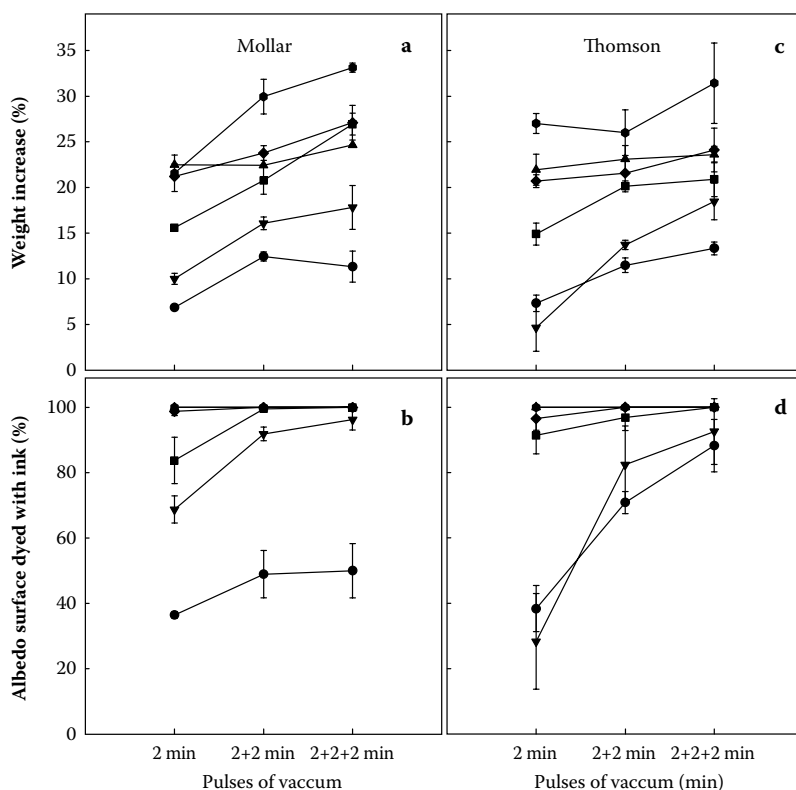 Mollar
a
Thomson
c
35
30
25
20
15
10
5
0
Weight increase (%)
b
d
100
80
60
40
20
0
Albedo surface dyed with ink (%)
2 min 2+2 min 2+2+2 min
2 min 2+2 min 2+2+2 min
Pulses of vaccum
Pulses of vaccum (min)